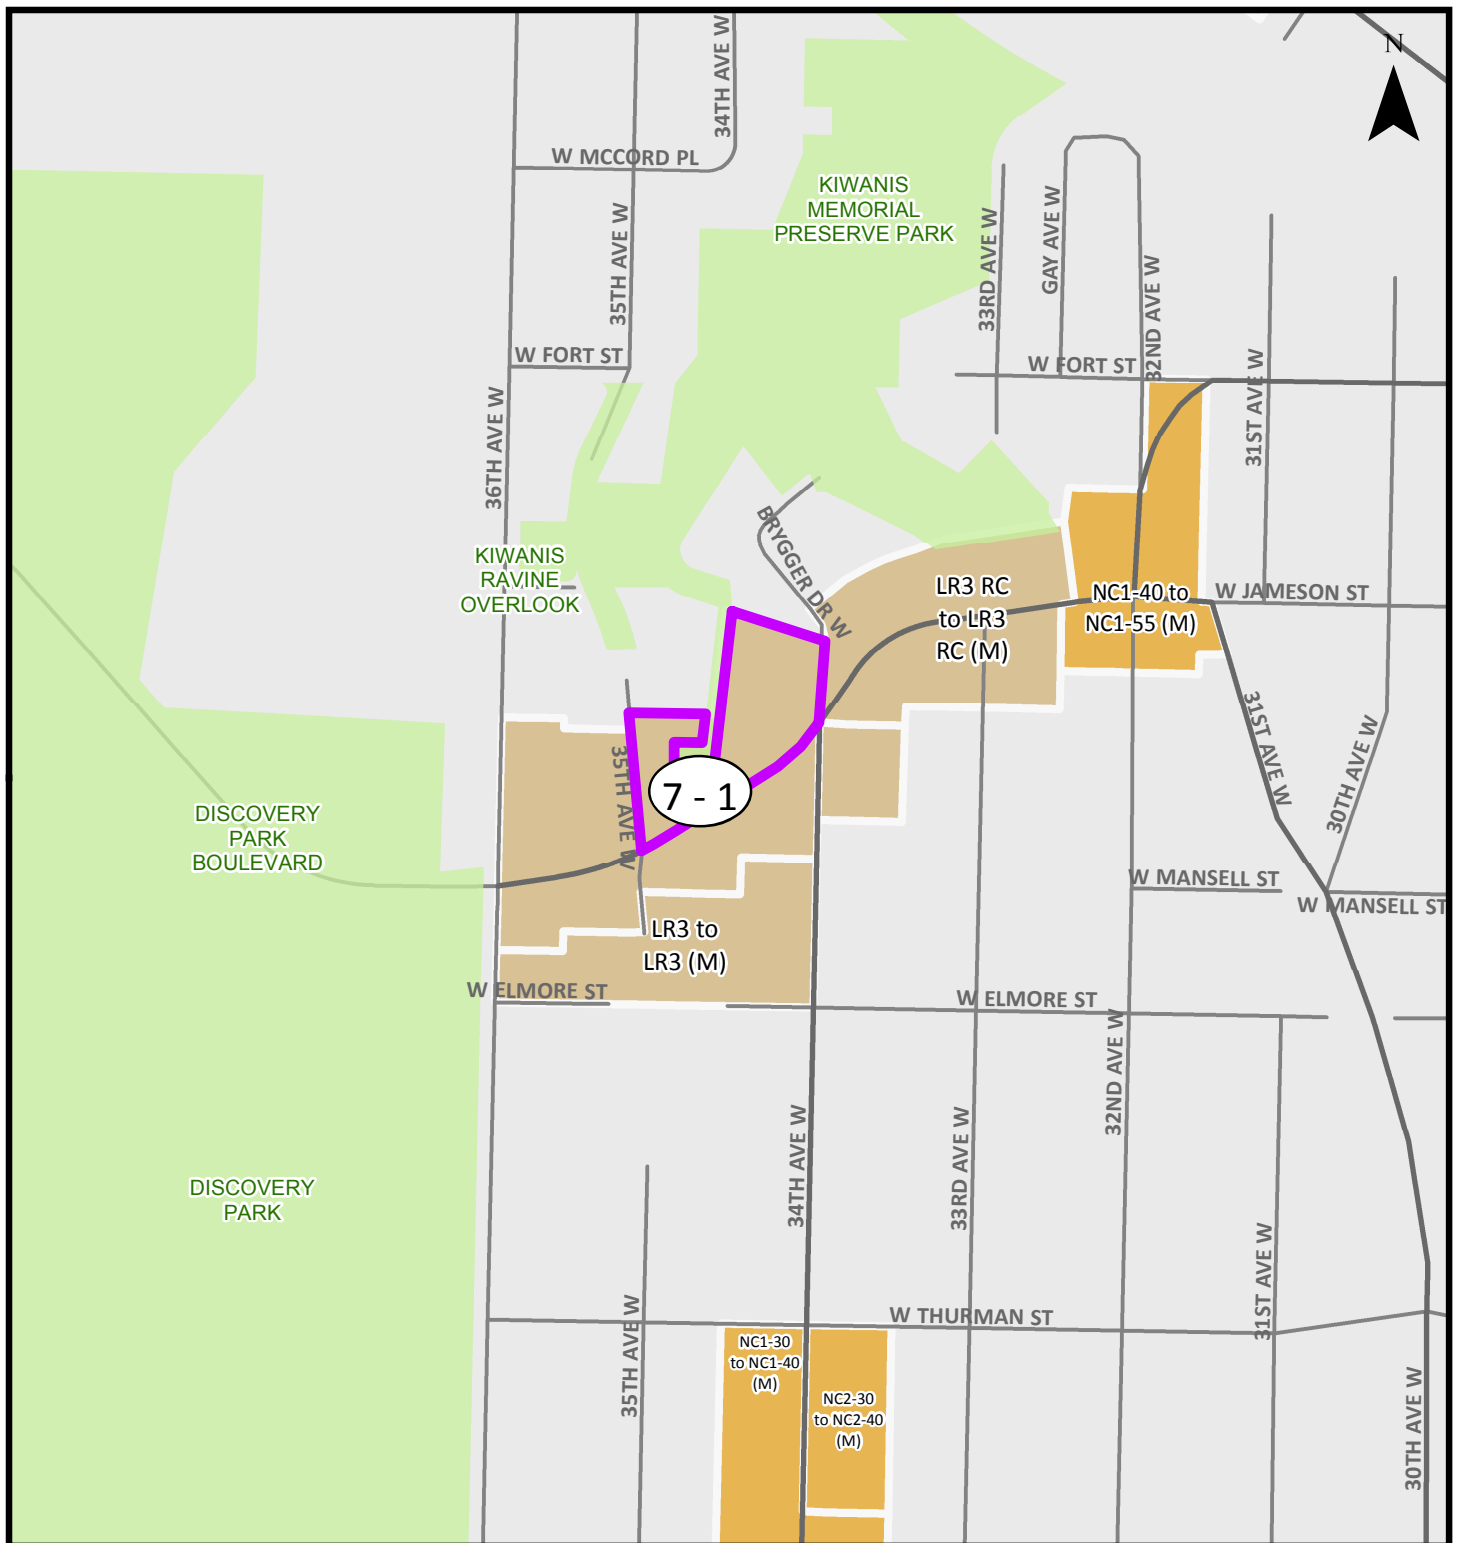 34TH AVE W
N
W MCCORD PL
KIWANIS
MEMORIAL
PRESERVE PARK
35TH AVE W
33RD AVE W
GAY AVE W
32ND AVE W
W FORT ST
W FORT ST
31ST AVE W
36TH AVE W
BRYGGER DR W
KIWANIS
RAVINE
OVERLOOK
LR3 RC
to LR3
RC (M)
NC1-40 to
NC1-55 (M)
W JAMESON ST
31ST AVE W
30TH AVE W
35TH AVE W
7 - 1
DISCOVERY
PARK
BOULEVARD
W MANSELL ST
W MANSELL ST
LR3 to
LR3 (M)
W ELMORE ST
W ELMORE ST
32ND AVE W
34TH AVE W
33RD AVE W
DISCOVERY
PARK
31ST AVE W
35TH AVE W
W THURMAN ST
NC1-30
to NC1-40
(M)
NC2-30
to NC2-40
(M)
30TH AVE W